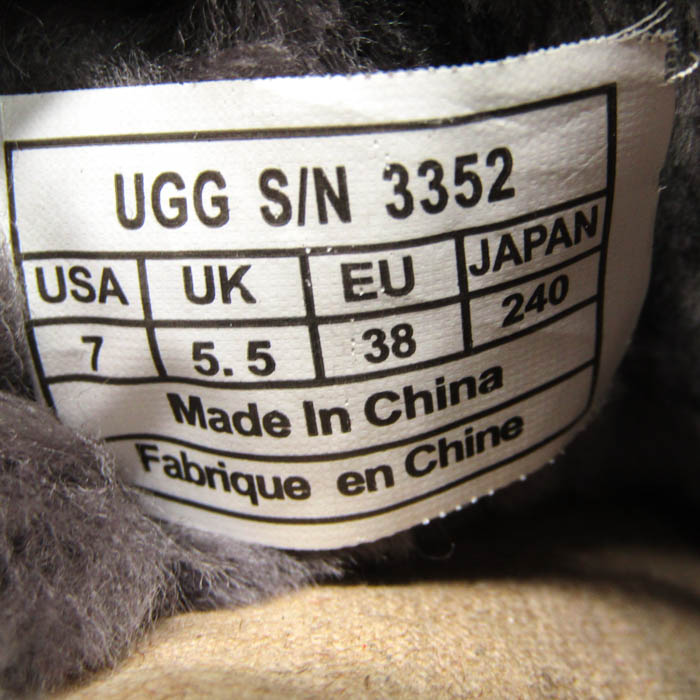 UGG S/N 3352
USA UK EU JAPAN
7 5.5 38 240
Made In China
Fabrique en Chine